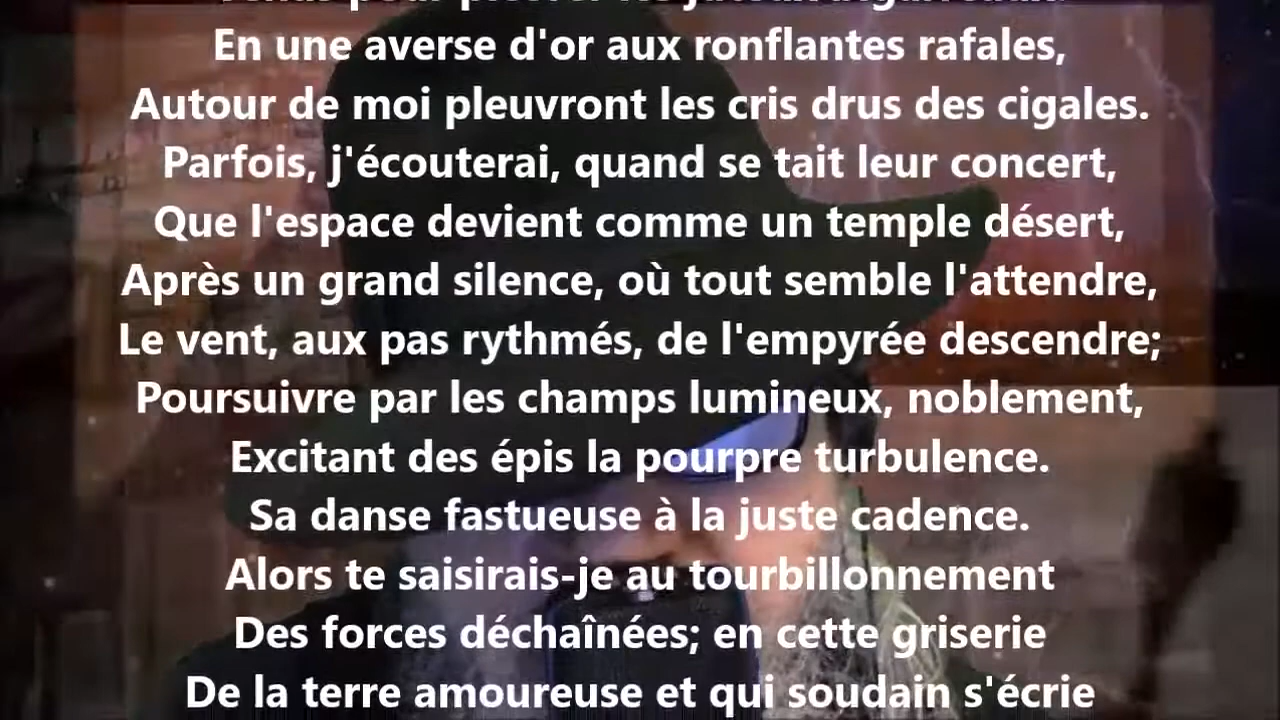 En une averse d'or aux ronflantes rafales,
Autour de moi pleuvront les cris drus des cigales.
Parfois, j'écouterai, quand se tait leur concert,
Que l'espace devient comme un temple désert,
Après un grand silence, où tout semble l'attendre,
Le vent, aux pas rythmés, de l'empyrée descendre;
Poursuivre par les champs lumineux, noblement,
Excitant des épis la pourpre turbulence.
Sa danse fastueuse à la juste cadence.
Alors te saisirais-je au tourbillonnement
Des forces déchaînées; en cette griserie
De la terre amoureuse et qui soudain s'écrie